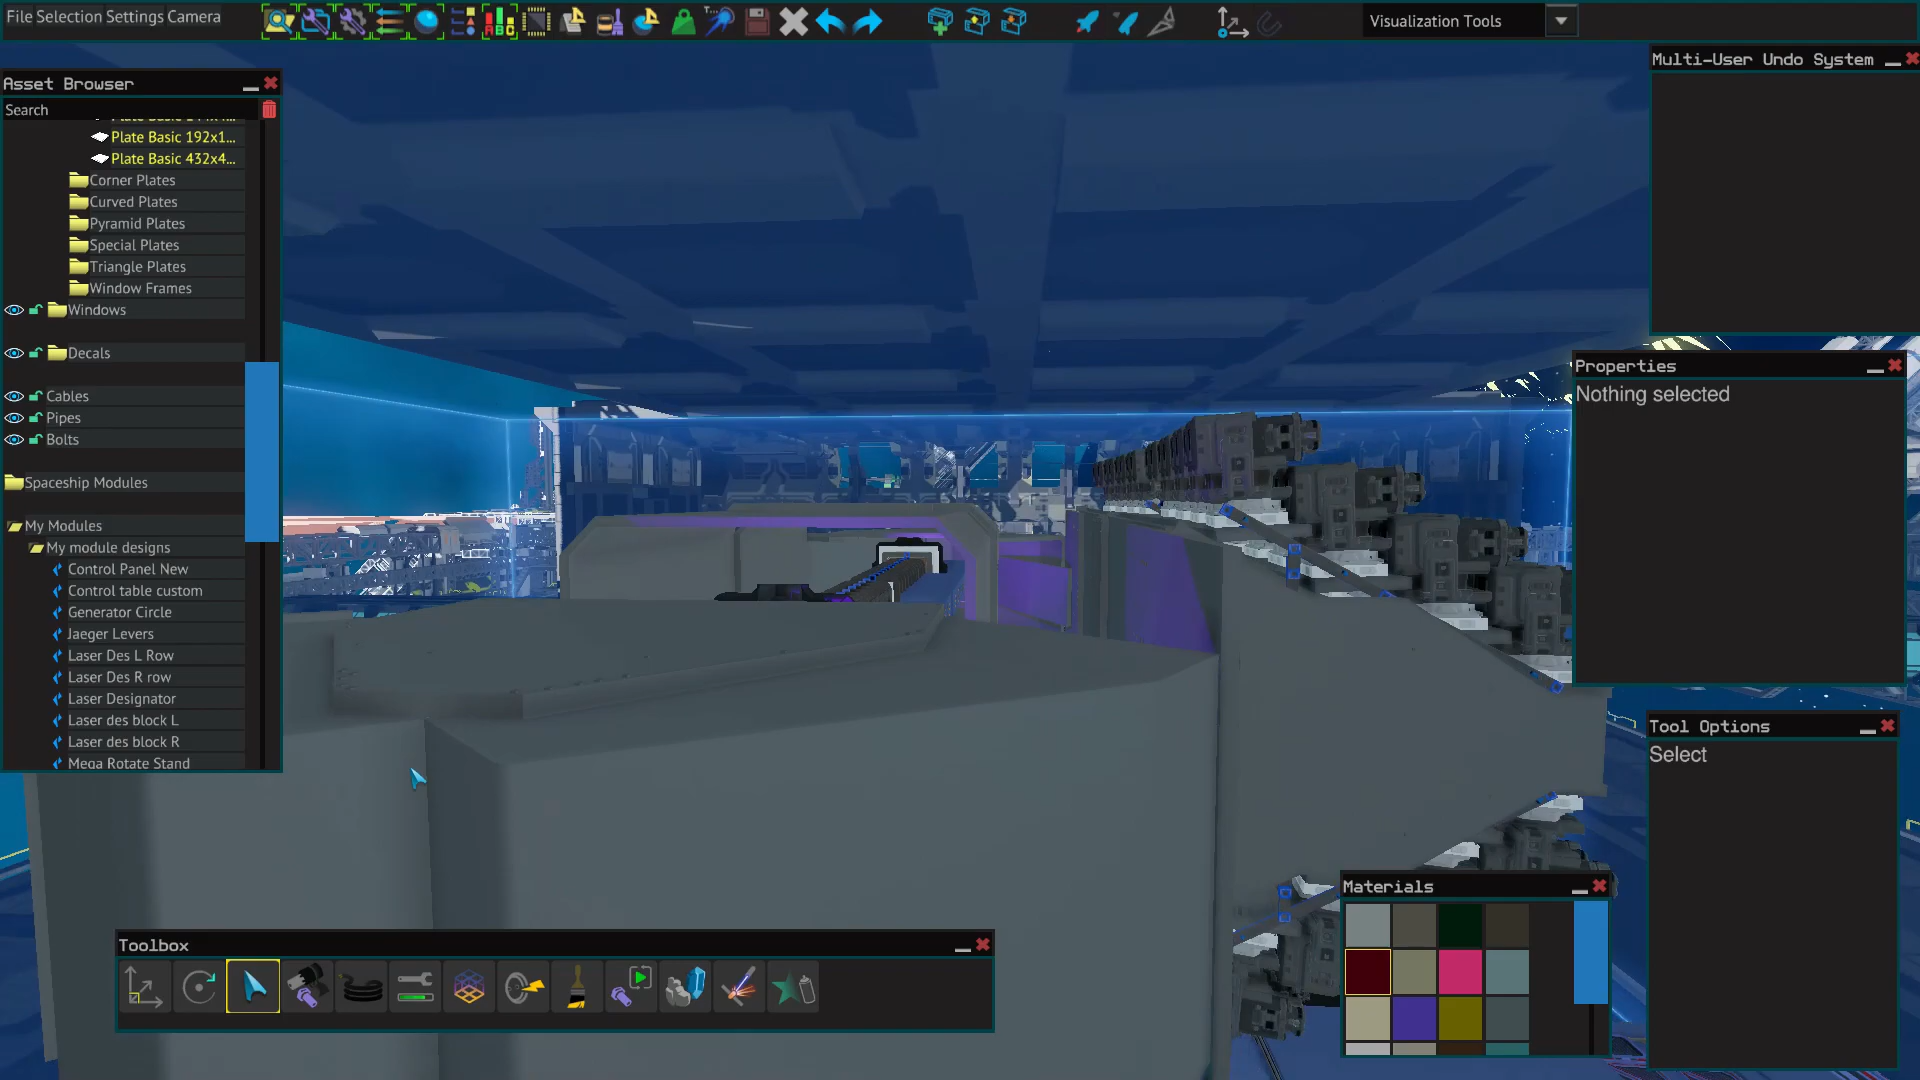 File Selection Settings Camera
Visualization Tools
Multi-User Undo System
Asset Browser
Search
Plate Basic 192x1...
Plate Basic 432x4...
Corner Plates
Curved Plates
Pyramid Plates
Special Plates
Triangle Plates
Window Frames
Windows
Decals
Cables
Pipes
Bolts
Spaceship Modules
My Modules
My module designs
Control Panel New
Control table custom
Generator Circle
Jaeger Levers
Laser Des L Row
Laser Des R row
Laser Designator
Laser des block L
Laser des block R
Mega Rotate Stand
Properties
Nothing selected
Tool Options
Select
Materials
Toolbox
ABC